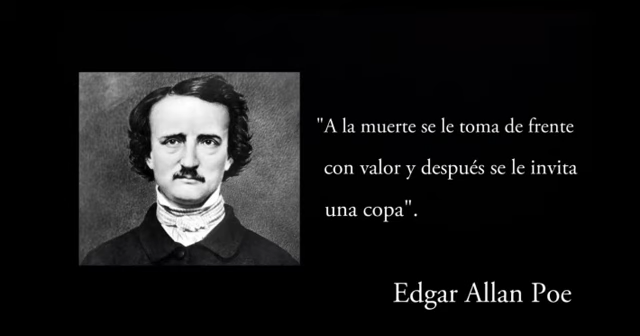 "A la muerte se le toma de frente
con valor y después se le invita
una copa".
Edgar Allan Poe